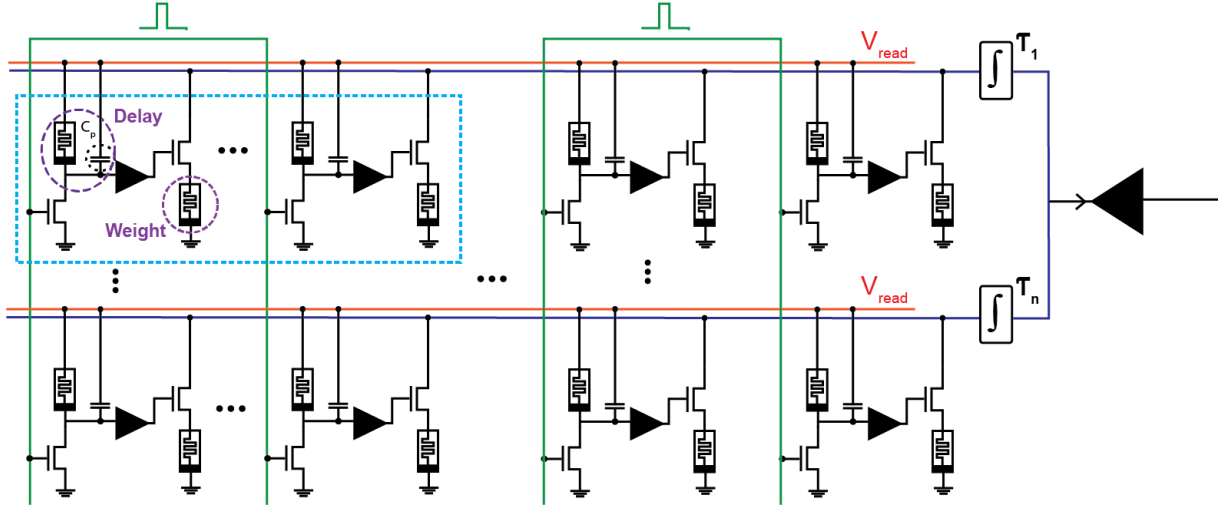 V_read
∫ τ_1
C_p
Delay
Weight
V_read
∫ τ_n